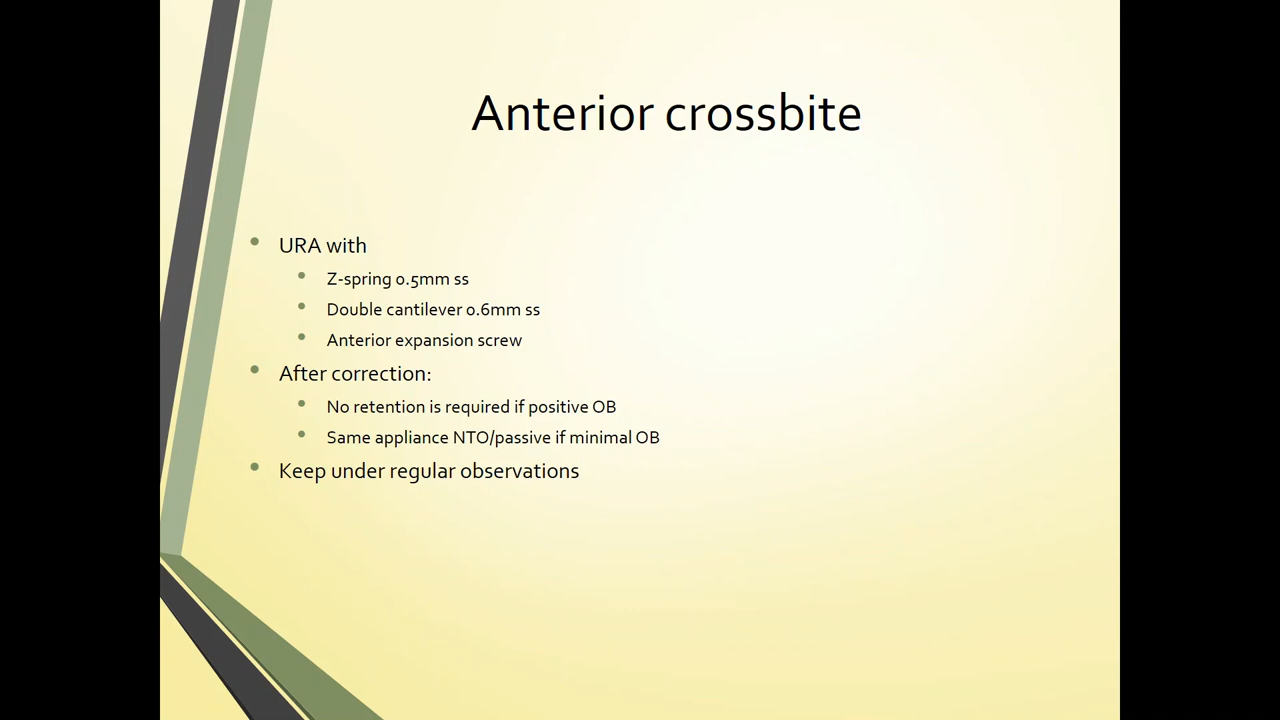 Anterior crossbite
• URA with
• Z-spring 0.5mm ss
• Double cantilever 0.6mm ss
• Anterior expansion screw
• After correction:
• No retention is required if positive OB
• Same appliance NTO/passive if minimal OB
• Keep under regular observations